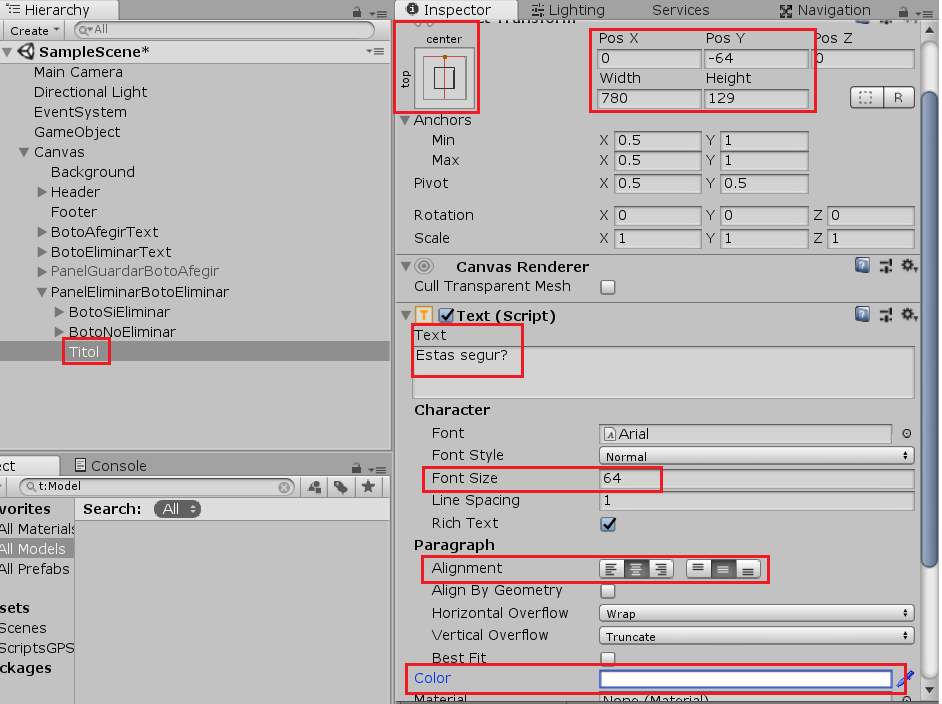 Hierarchy
Create
All
SampleScene*
Main Camera
Directional Light
EventSystem
GameObject
Canvas
Background
Header
Footer
BotoAfegirText
BotoEliminarText
PanelGuardarBotoAfegir
PanelEliminarBotoEliminar
BotoSiEliminar
BotoNoEliminar
Titol
Console
t:Model
Search: All
All Materials
All Models
All Prefabs
Scenes
ScriptsGPS
Inspector Lighting Services Navigation
center
top
Pos X Pos Y Pos Z
0 -64 0
Width Height
780 129
R
Anchors
Min X 0.5 Y 1
Max X 0.5 Y 1
Pivot X 0.5 Y 0.5
Rotation X 0 Y 0 Z 0
Scale X 1 Y 1 Z 1
Canvas Renderer
Cull Transparent Mesh
T Text (Script)
Text
Estas segur?
Character
Font Arial
Font Style Normal
Font Size 64
Line Spacing 1
Rich Text
Paragraph
Alignment
Align By Geometry
Horizontal Overflow Wrap
Vertical Overflow Truncate
Best Fit
Color
Material None (Material)